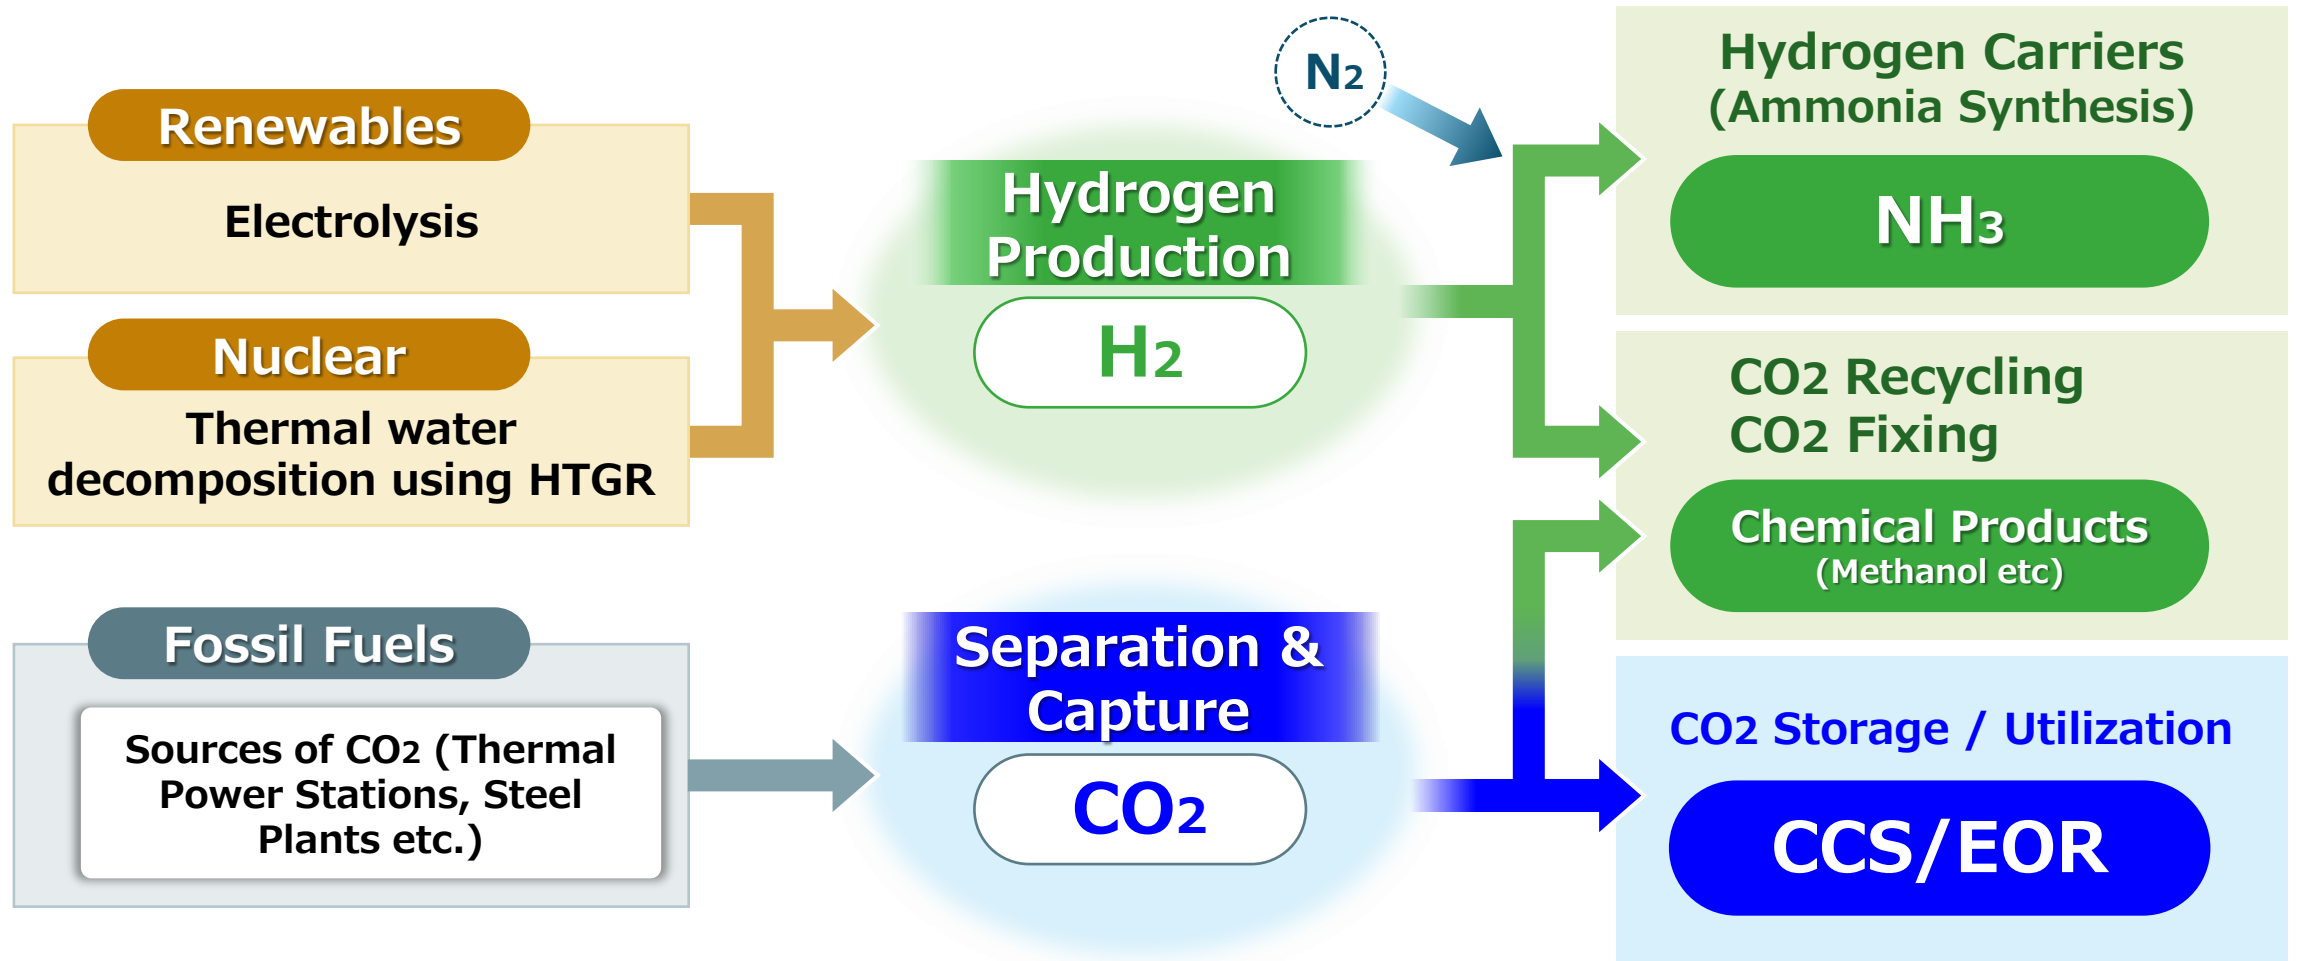 Renewables
Electrolysis
Nuclear
Thermal water
decomposition using HTGR
Fossil Fuels
Sources of CO2 (Thermal
Power Stations, Steel
Plants etc.)
Hydrogen
Production
H2
Separation &
Capture
CO2
N2
Hydrogen Carriers
(Ammonia Synthesis)
NH3
CO2 Recycling
CO2 Fixing
Chemical Products
(Methanol etc)
CO2 Storage / Utilization
CCS/EOR